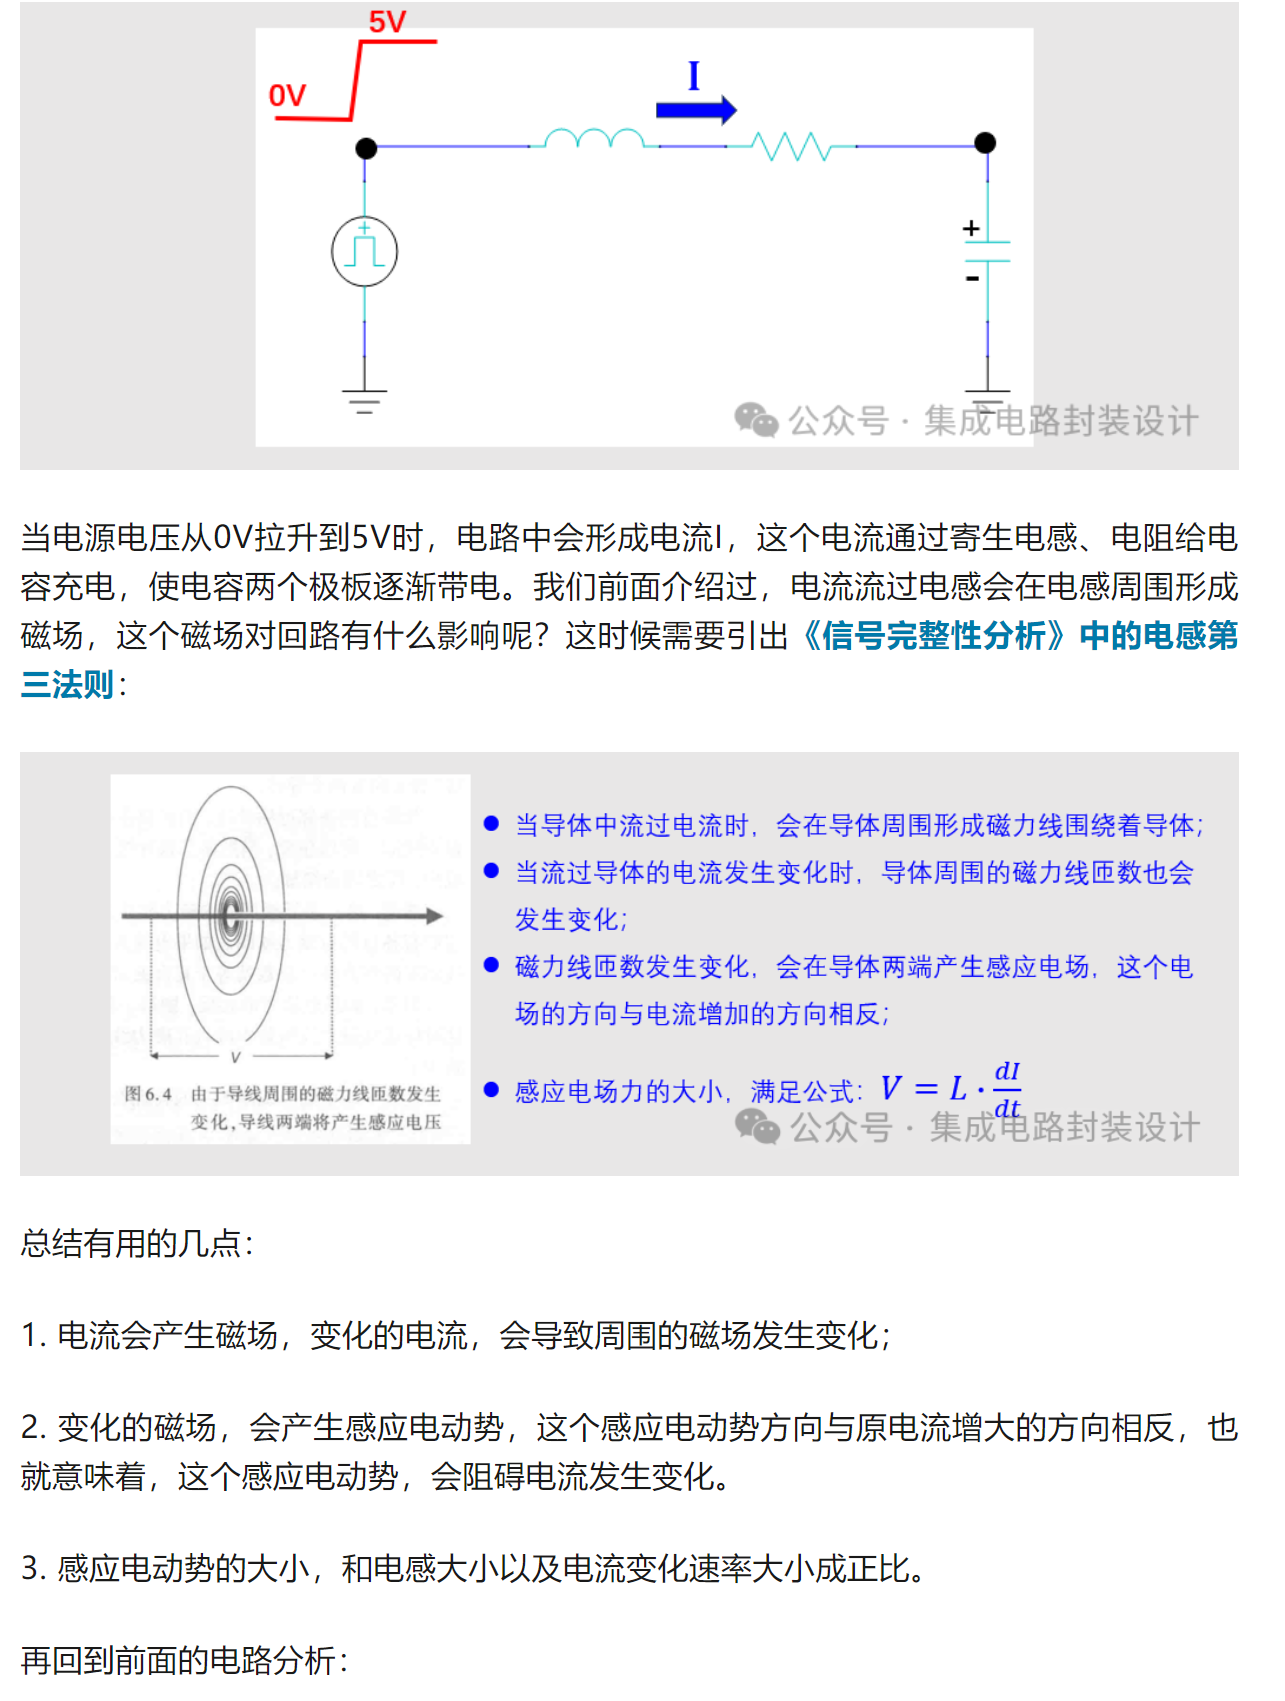 5V
0V
I
+
-
公众号 · 集成电路封装设计
当电源电压从0V拉升到5V时，电路中会形成电流I，这个电流通过寄生电感、电阻给电
容充电，使电容两个极板逐渐带电。我们前面介绍过，电流流过电感会在电感周围形成
磁场，这个磁场对回路有什么影响呢？这时候需要引出《信号完整性分析》中的电感第
三法则：
V
图6.4 由于导线周围的磁力线匝数发生
变化,导线两端将产生感应电压
● 当导体中流过电流时，会在导体周围形成磁力线围绕着导体；
● 当流过导体的电流发生变化时，导体周围的磁力线匝数也会
发生变化；
● 磁力线匝数发生变化，会在导体两端产生感应电场，这个电
场的方向与电流增加的方向相反；
● 感应电场力的大小，满足公式：V = L · dI/dt
公众号 · 集成电路封装设计
总结有用的几点：
1. 电流会产生磁场，变化的电流，会导致周围的磁场发生变化；
2. 变化的磁场，会产生感应电动势，这个感应电动势方向与原电流增大的方向相反，也
就意味着，这个感应电动势，会阻碍电流发生变化。
3. 感应电动势的大小，和电感大小以及电流变化速率大小成正比。
再回到前面的电路分析：